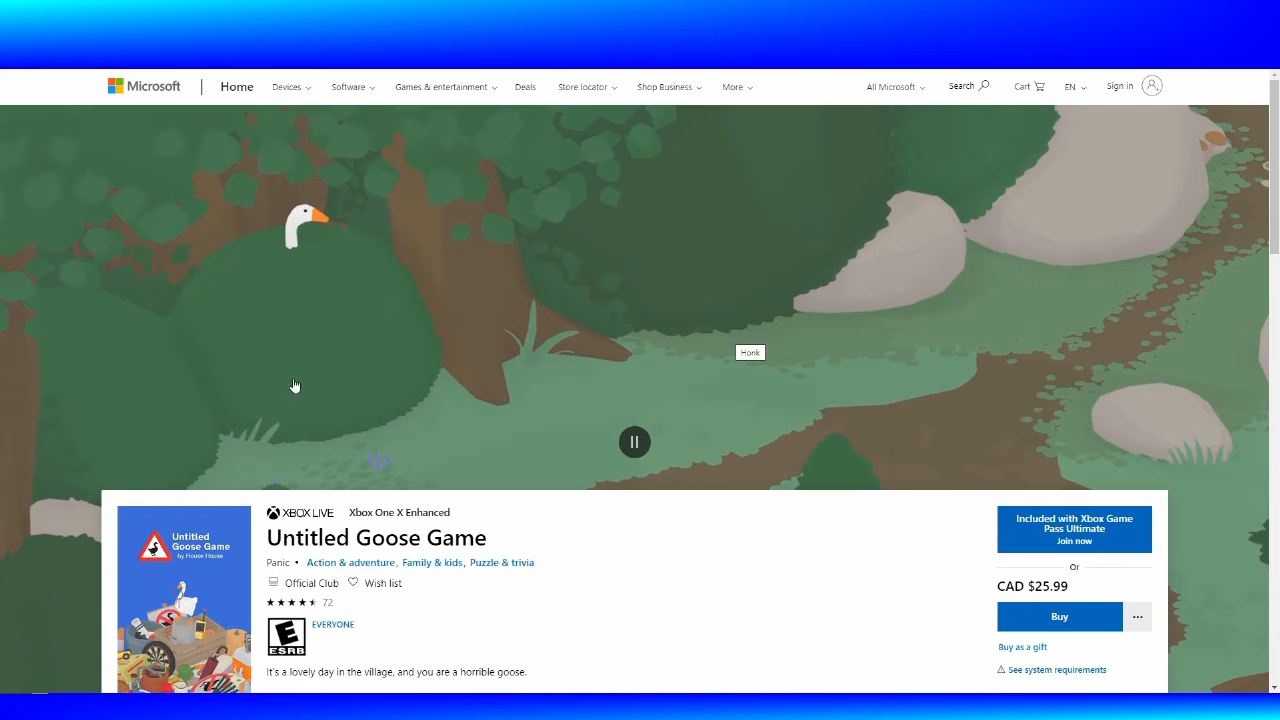 Microsoft Home Devices Software Games & entertainment Deals Store locator Shop Business More All Microsoft Search Cart EN Sign in
Honk
XBOX LIVE Xbox One X Enhanced
Untitled Goose Game
Panic • Action & adventure, Family & kids, Puzzle & trivia
Official Club Wish list
72
E
ESRB
EVERYONE
It's a lovely day in the village, and you are a horrible goose.
Untitled
Goose Game
by House House
Included with Xbox Game
Pass Ultimate
Join now
Or
CAD $25.99
Buy ...
Buy as a gift
See system requirements